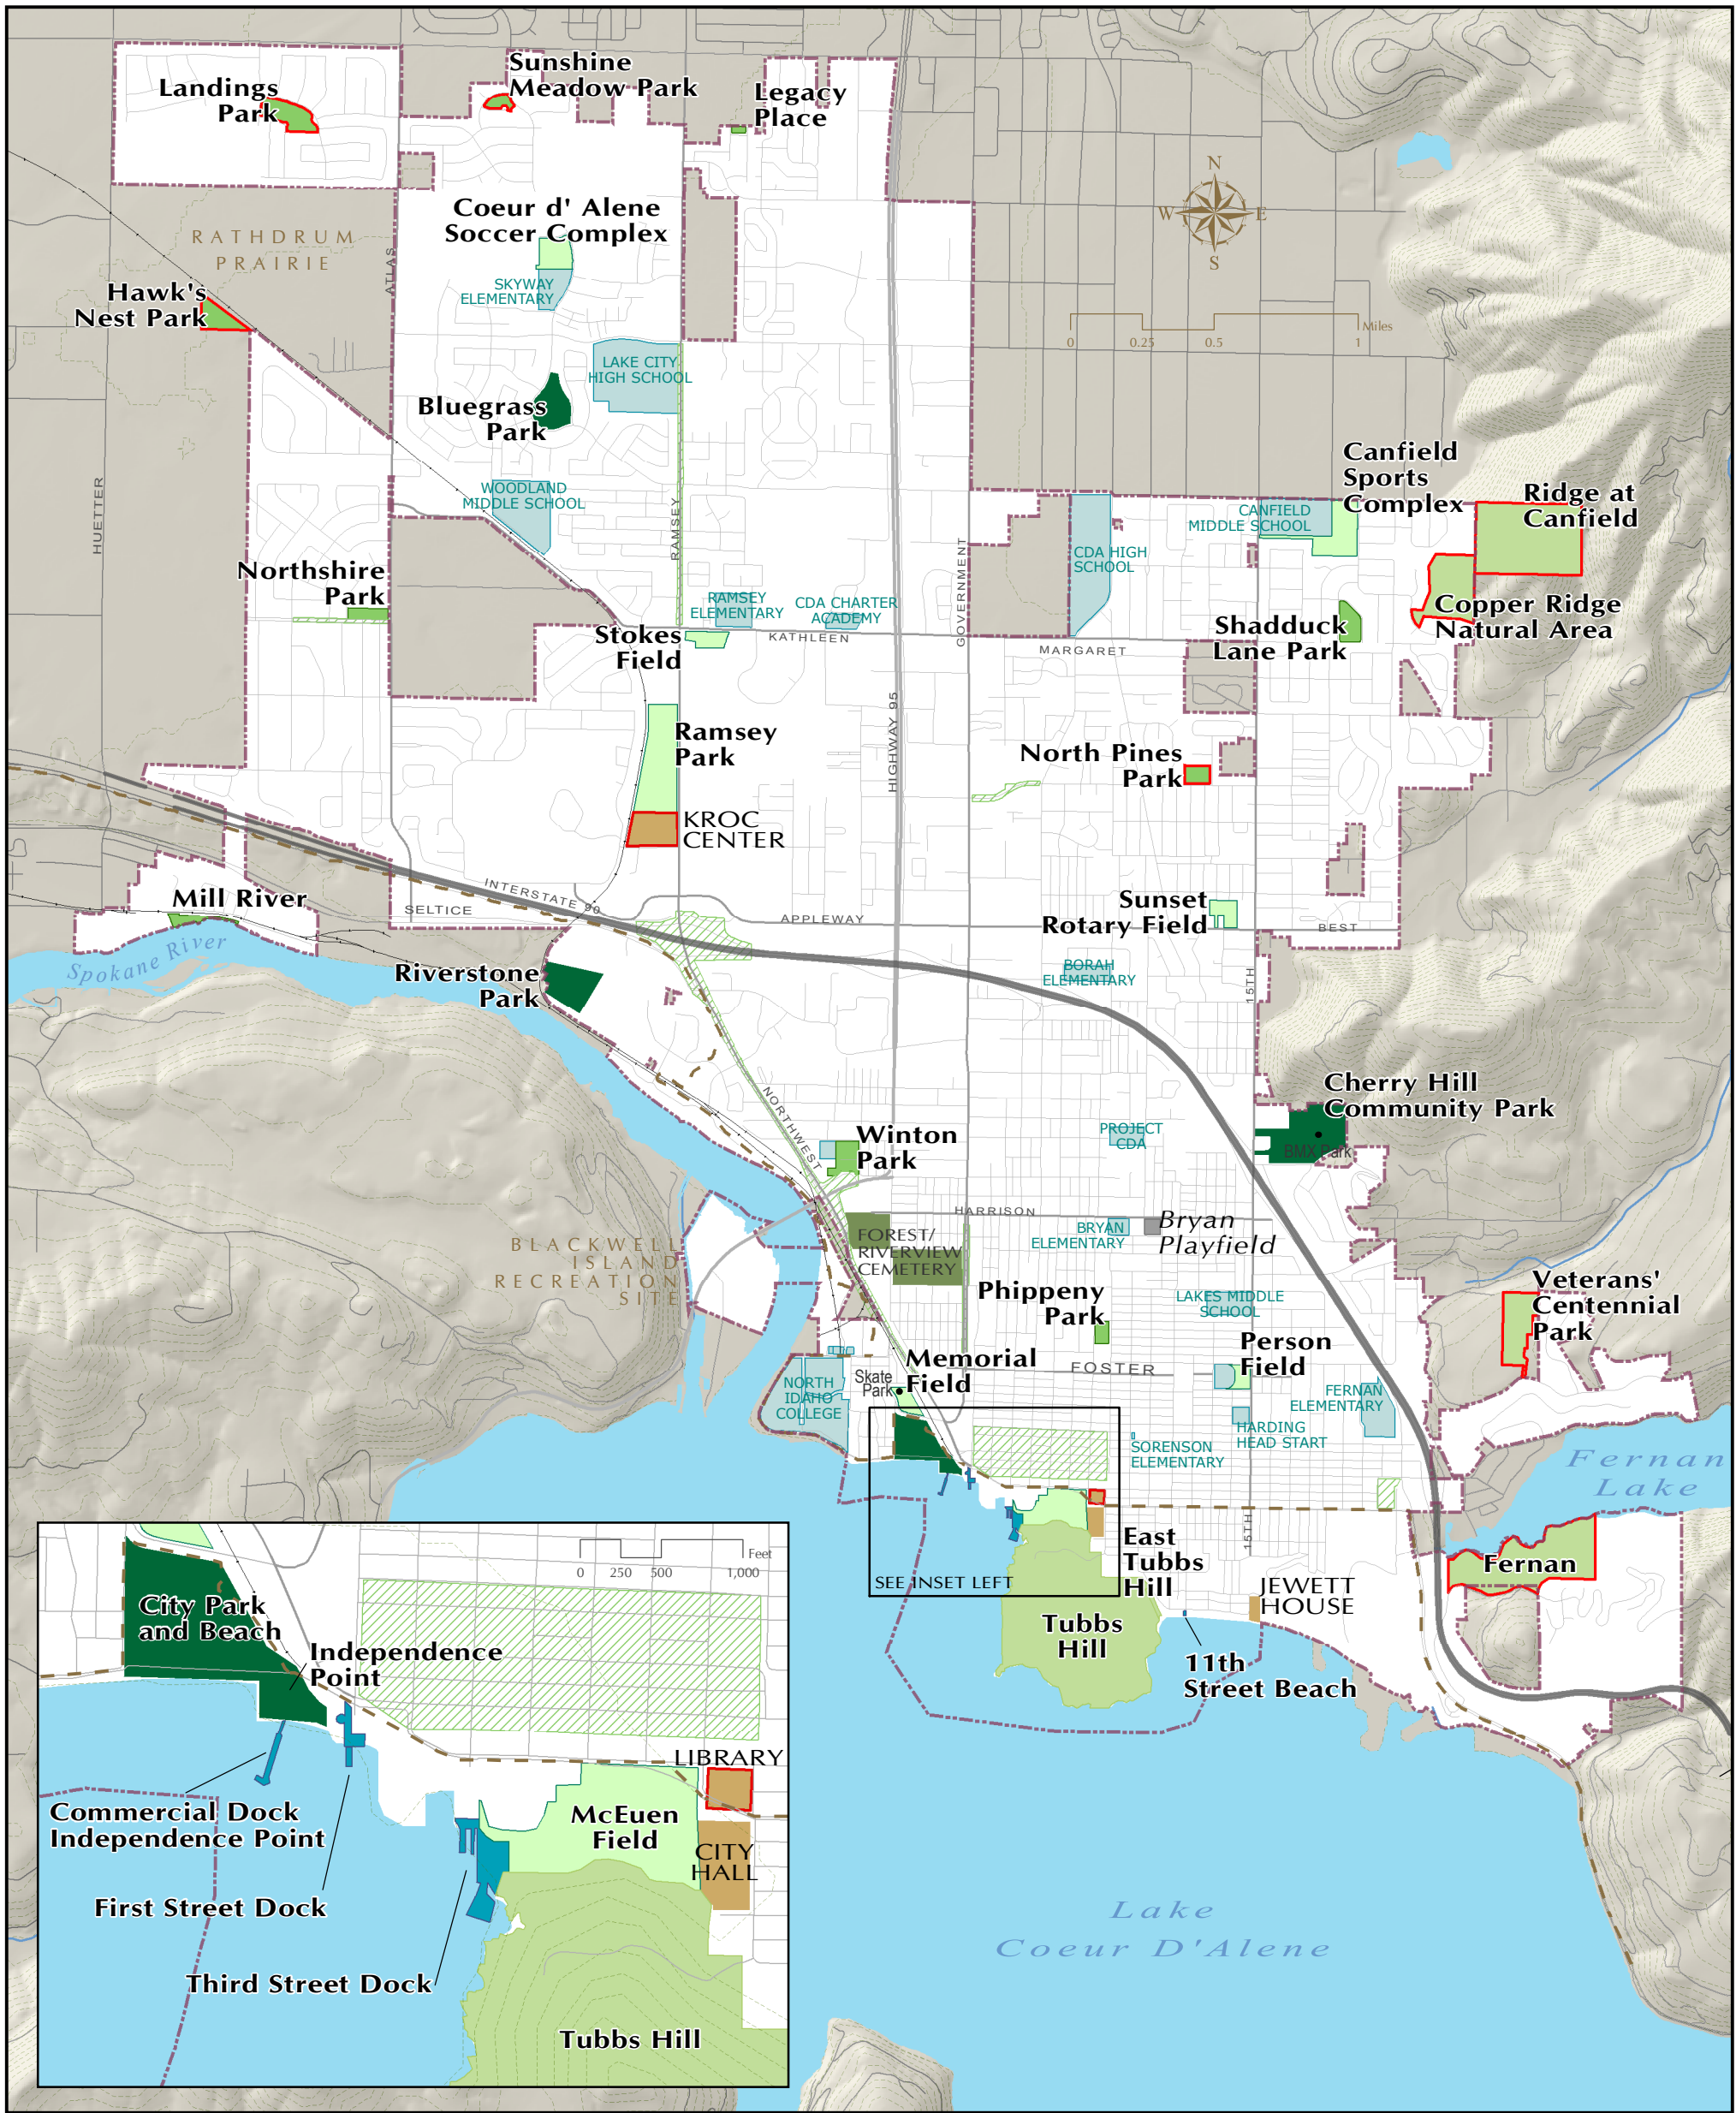 Landings
Park
Sunshine
Meadow Park
Legacy
Place
N
W
E
S
Coeur d' Alene
Soccer Complex
RATHDRUM
PRAIRIE
ATLAS
SKYWAY
ELEMENTARY
Hawk's
Nest Park
Miles
0
0.25
0.5
1
LAKE CITY
HIGH SCHOOL
Bluegrass
Park
HUETTER
WOODLAND
MIDDLE SCHOOL
RAMSEY
Canfield
Sports
Complex
Ridge at
Canfield
CANFIELD
MIDDLE SCHOOL
CDA HIGH
SCHOOL
GOVERNMENT
Northshire
Park
RAMSEY
ELEMENTARY
CDA CHARTER
ACADEMY
KATHLEEN
Stokes
Field
MARGARET
Shadduck
Lane Park
Copper Ridge
Natural Area
Ramsey
Park
HIGHWAY 95
North Pines
Park
KROC
CENTER
Mill River
INTERSTATE 90
SELTICE
APPLEWAY
Sunset
Rotary Field
BEST
Spokane River
Riverstone
Park
BORAH
ELEMENTARY
15TH
NORTHWEST
Cherry Hill
Community Park
BMX Park
Winton
Park
PROJECT
CDA
HARRISON
BRYAN
ELEMENTARY
Bryan
Playfield
BLACKWELL
ISLAND
RECREATION
SITE
FOREST/
RIVERVIEW
CEMETERY
Phippeny
Park
LAKES MIDDLE
SCHOOL
Veterans'
Centennial
Park
Person
Field
Memorial
Field
FOSTER
Skate
Park
NORTH
IDAHO
COLLEGE
FERNAN
ELEMENTARY
HARDING
HEAD START
SORENSON
ELEMENTARY
Fernan
Lake
15TH
East
Tubbs
Hill
Fernan
SEE INSET LEFT
JEWETT
HOUSE
Tubbs
Hill
11th
Street Beach
Lake
Coeur D'Alene
Feet
0
250
500
1,000
City Park
and Beach
Independence
Point
LIBRARY
Commercial Dock
Independence Point
McEuen
Field
CITY
HALL
First Street Dock
Third Street Dock
Tubbs Hill